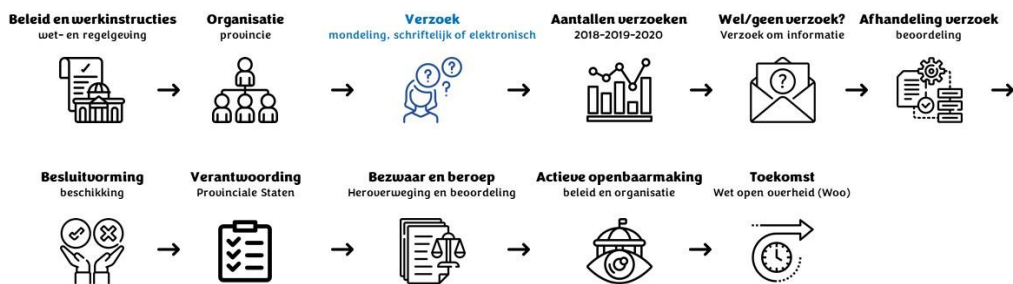 Beleid en werkinstructies
wet- en regelgeving
Organisatie
provincie
Verzoek
mondeling, schriftelijk of elektronisch
Aantallen verzoeken
2018-2019-2020
Wel/geen verzoek?
Verzoek om informatie
Afhandeling verzoek
beoordeling
Besluitvorming
beschikking
Verantwoording
Provinciale Staten
Bezwaar en beroep
Heroverweging en beoordeling
Actieve openbaarmaking
beleid en organisatie
Toekomst
Wet open overheid (Woo)